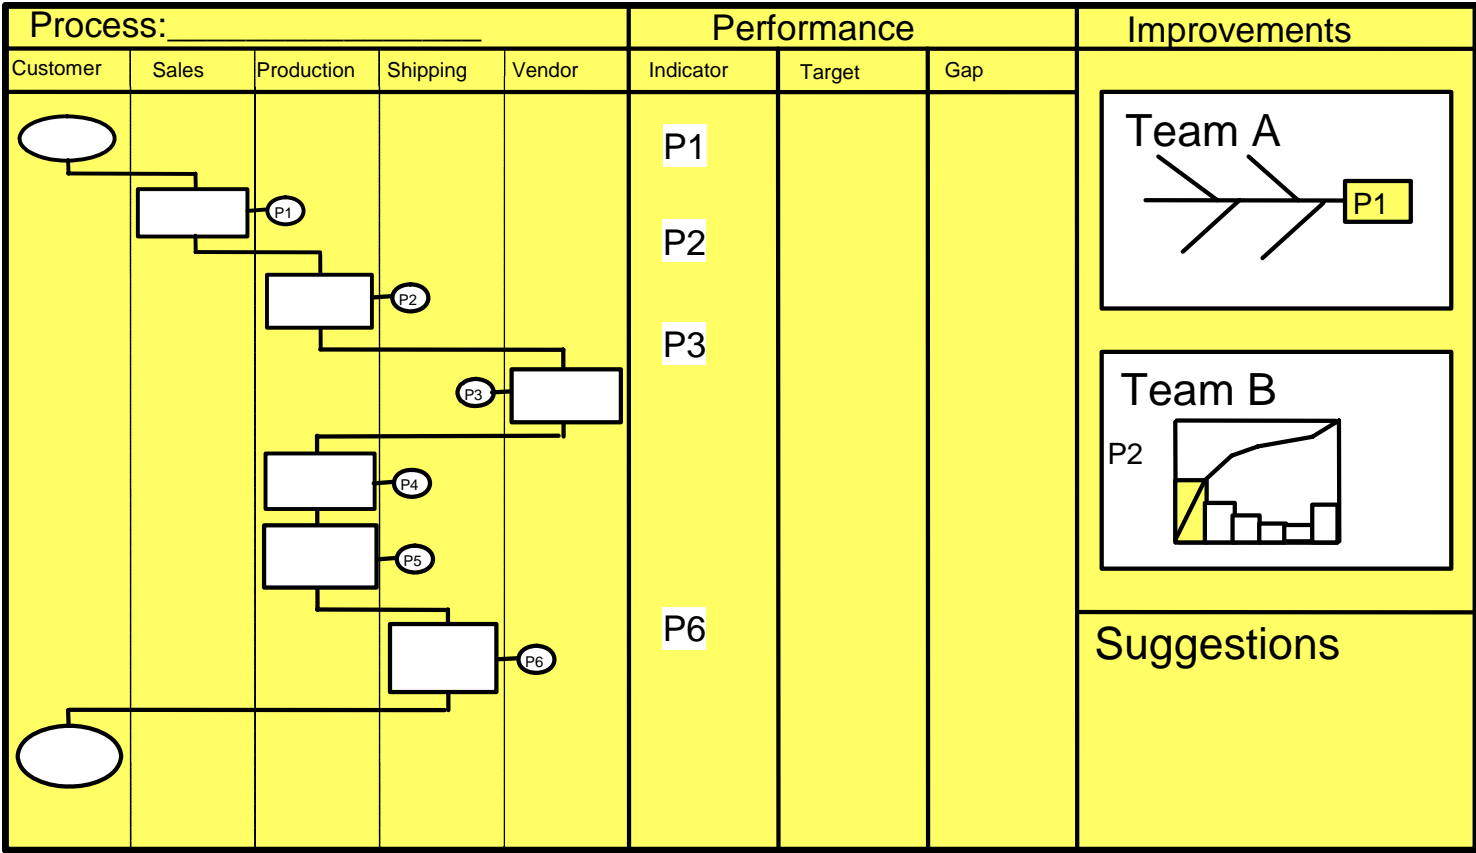 Process:________________
Performance
Improvements
Customer
Sales
Production
Shipping
Vendor
Indicator
Target
Gap
P1
P2
P3
P4
P5
P6
P1
P2
P3
P6
Team A
P1
Team B
P2
Suggestions